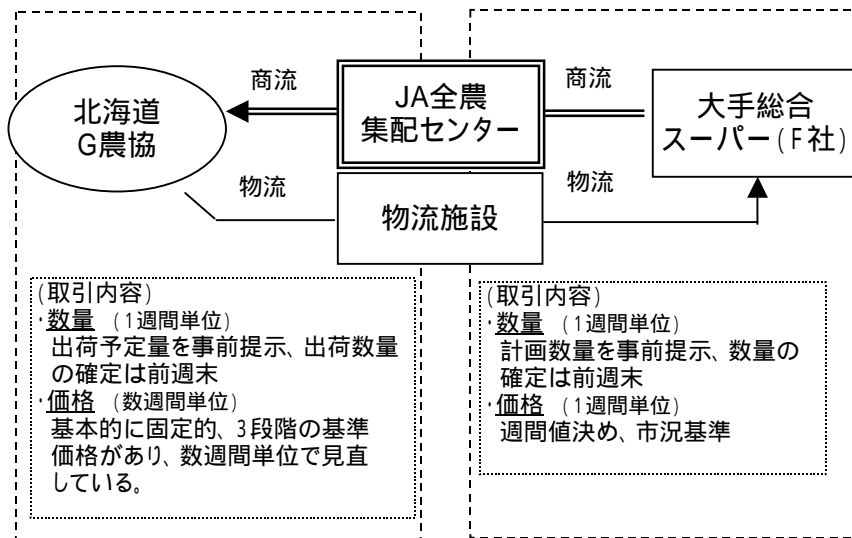 商流
商流
北海道
G農協
JA全農
集配センター
大手総合
スーパー(F社)
物流
物流
物流施設
(取引内容)
・数量 (1週間単位)
出荷予定量を事前提示、出荷数量
の確定は前週末
・価格 (数週間単位)
基本的に固定的、3段階の基準
価格があり、数週間単位で見直
している。
(取引内容)
・数量 (1週間単位)
計画数量を事前提示、数量の
確定は前週末
・価格 (1週間単位)
週間値決め、市況基準